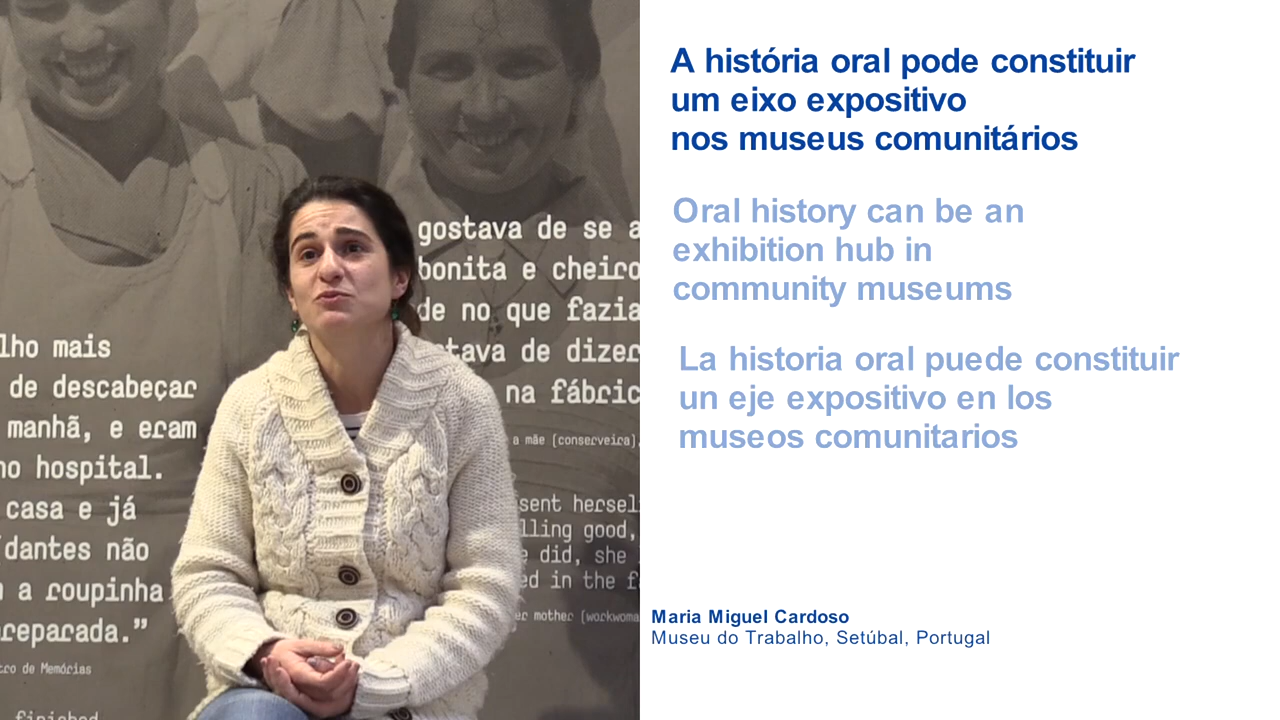 gostava de se
bonita e cheiro
de no que fazia
tava de dizer
na fábric
a mãe (conserveira),
lho mais
de descabeçar
manhã, e eram
no hospital.
casa e já
dantes não
a roupinha
preparada.”
tro de Memórias
finished
sent hersel
lling good,
did, she
ed in the f
er mother (workwoma
A história oral pode constituir
um eixo expositivo
nos museus comunitários
Oral history can be an
exhibition hub in
community museums
La historia oral puede constituir
un eje expositivo en los
museos comunitarios
Maria Miguel Cardoso
Museu do Trabalho, Setúbal, Portugal